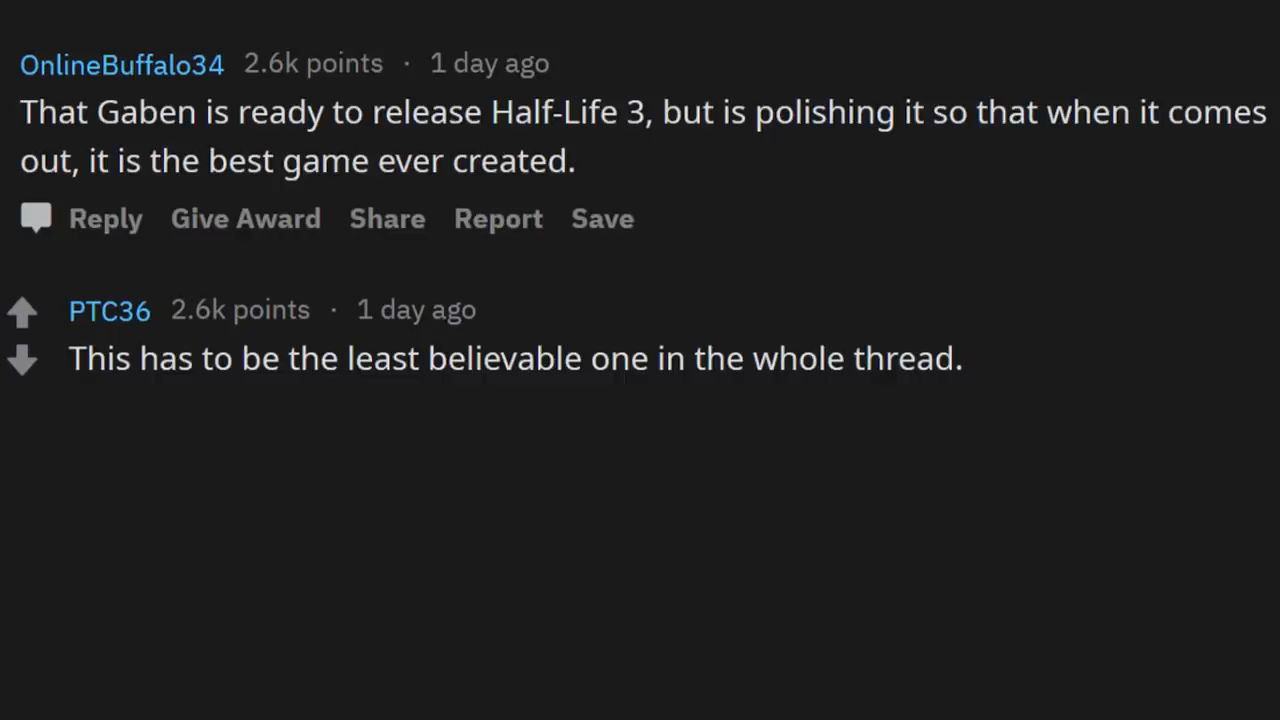 OnlineBuffalo34 2.6k points · 1 day ago
That Gaben is ready to release Half-Life 3, but is polishing it so that when it comes
out, it is the best game ever created.
Reply Give Award Share Report Save
PTC36 2.6k points · 1 day ago
This has to be the least believable one in the whole thread.